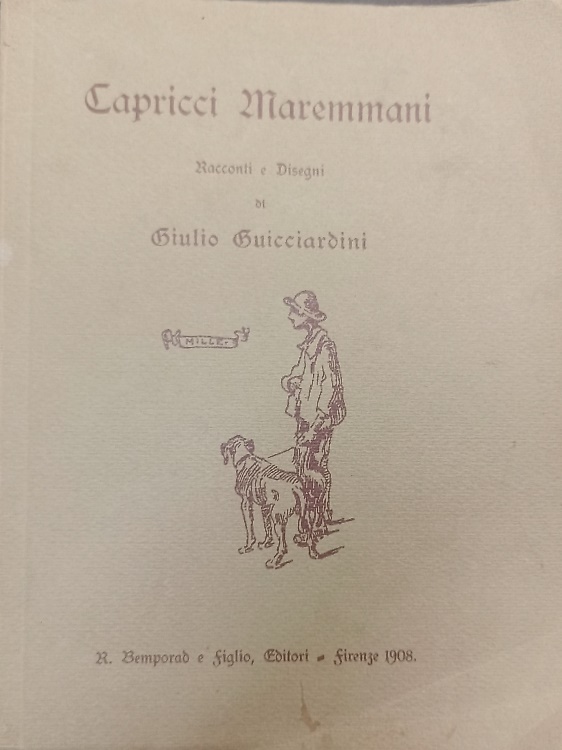 Capricci Maremmani
Racconti e Disegni
di
Giulio Guicciardini
MILLE.
R. Bemporad e Figlio, Editori - Firenze 1908.